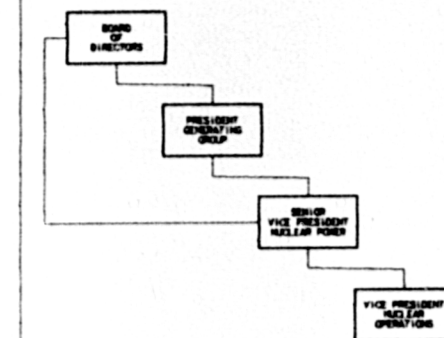 BOARD
OF
DIRECTORS
PRESIDENT
GENERATING
GROUP
SENIOR
VICE PRESIDENT
NUCLEAR POWER
VICE PRESIDENT
NUCLEAR
OPERATIONS